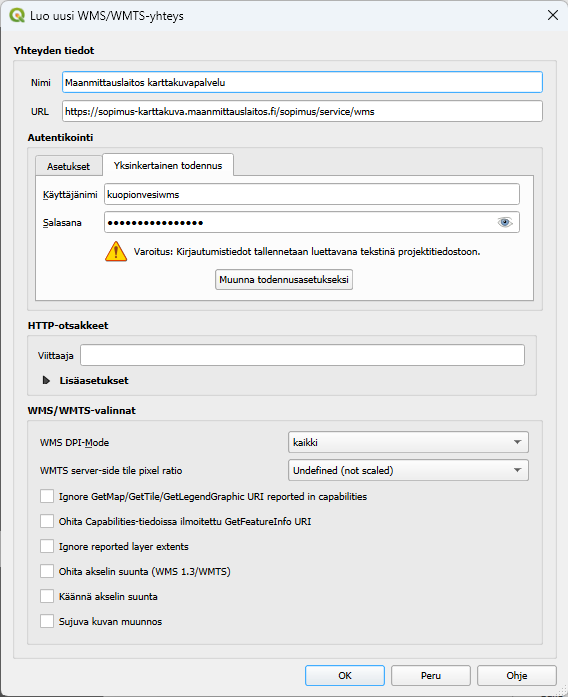 Luo uusi WMS/WMTS-yhteys
Yhteyden tiedot
Nimi Maanmittauslaitos karttakuvapalvelu
URL https://sopimus-karttakuva.maanmittauslaitos.fi/sopimus/service/wms
Autentikointi
Asetukset Yksinkertainen todennus
Käyttäjänimi kuopionvesiwms
Salasana ●●●●●●●●●●●●●●●●
Varoitus: Kirjautumistiedot tallennetaan luettavana tekstinä projektitiedostoon.
Muunna todennusasetukseksi
HTTP-otsakkeet
Viittaaja
Lisäasetukset
WMS/WMTS-valinnat
WMS DPI-Mode kaikki
WMTS server-side tile pixel ratio Undefined (not scaled)
Ignore GetMap/GetTile/GetLegendGraphic URI reported in capabilities
Ohita Capabilities-tiedoissa ilmoitettu GetFeatureInfo URI
Ignore reported layer extents
Ohita akselin suunta (WMS 1.3/WMTS)
Käännä akselin suunta
Sujuva kuvan muunnos
OK Peru Ohje